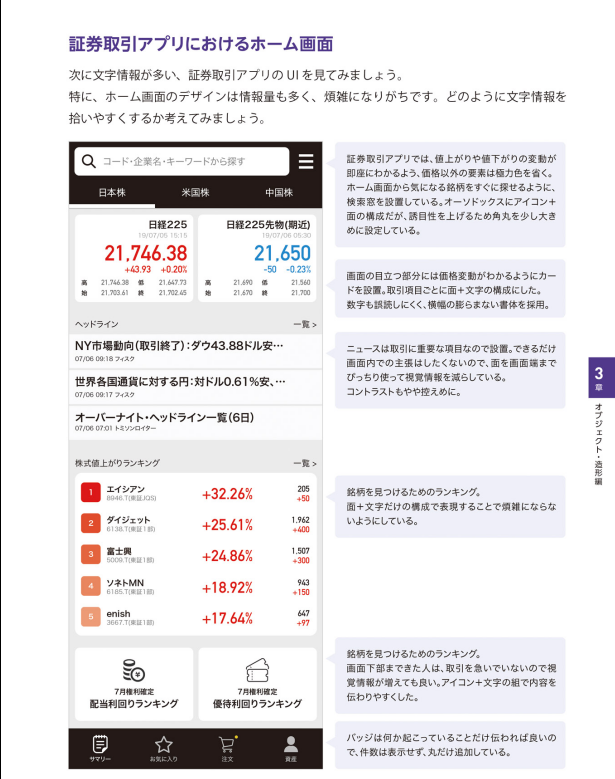 証券取引アプリにおけるホーム画面
次に文字情報が多い、証券取引アプリの UI を見てみましょう。
特に、ホーム画面のデザインは情報量も多く、煩雑になりがちです。どのように文字情報を
拾いやすくするか考えてみましょう。
コード・企業名・キーワードから探す
日本株 米国株 中国株
日経225
19/07/05 15:15
21,746.38
+43.93 +0.20%
高 21,746.38 低 21,647.73
始 21,703.61 終 21,702.45
日経225先物(期近)
19/07/06 05:30
21,650
-50 -0.23%
高 21,690 低 21,560
始 21,670 終 21,700
ヘッドライン 一覧 >
NY市場動向(取引終了):ダウ43.88ドル安…
07/06 09:18 フィスク
世界各国通貨に対する円:対ドル0.61%安、…
07/06 09:17 フィスク
オーバーナイト・ヘッドライン一覧(6日)
07/06 07:01 トミソンロイター
株式値上がりランキング 一覧 >
1 エイシアン +32.26% 205
8946.T(東証JQS) +50
2 ダイジェット +25.61% 1,962
6138.T(東証1部) +400
3 富士興 +24.86% 1,507
5009.T(東証1部) +300
4 ソネトMN +18.92% 943
6185.T(東証1部) +150
5 enish +17.64% 647
3667.T(東証1部) +97
7月権利確定
配当利回りランキング
7月権利確定
優待利回りランキング
サマリー お気に入り 注文 資産
証券取引アプリでは、値上がりや値下がりの変動が
即座にわかるよう、価格以外の要素は極力色を省く。
ホーム画面から気になる銘柄をすぐに探せるように、
検索窓を設置している。オーソドックスにアイコン＋
面の構成だが、誘目性を上げるため角丸を少し大き
めに設定している。
画面の目立つ部分には価格変動がわかるようにカー
ドを設置。取引項目ごとに面＋文字の構成にした。
数字も誤読しにくく、横幅の膨らまない書体を採用。
ニュースは取引に重要な項目なので設置。できるだけ
画面内での主張はしたくないので、面を画面端まで
ぴっちり使って視覚情報を減らしている。
コントラストもやや控えめに。
銘柄を見つけるためのランキング。
面＋文字だけの構成で表現することで煩雑にならな
いようにしている。
銘柄を見つけるためのランキング。
画面下部まできた人は、取引を急いでいないので視
覚情報が増えても良い。アイコン＋文字の組で内容を
伝わりやすくした。
バッジは何か起こっていることだけ伝われば良いの
で、件数は表示せず、丸だけ追加している。
3
章
オブジェクト・造形編